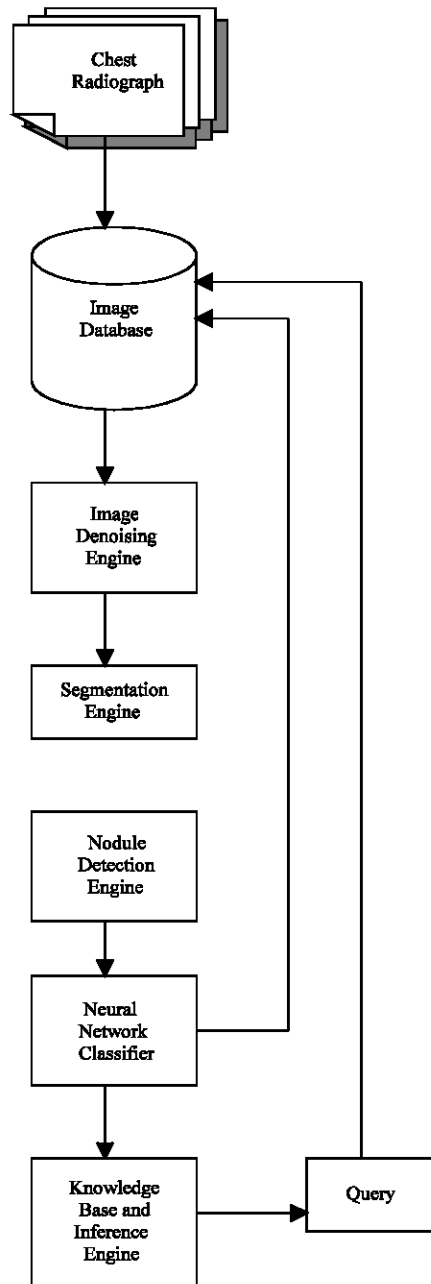 Chest
Radiograph
Image
Database
Image
Denoising
Engine
Segmentation
Engine
Nodule
Detection
Engine
Neural
Network
Classifier
Knowledge
Base and
Inference
Engine
Query